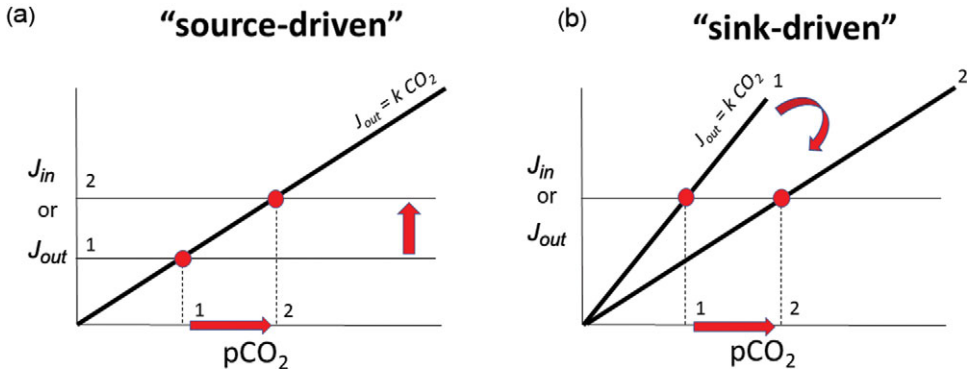 (a)
“source-driven”
J_out = k CO₂
J_in
or
J_out
2
1
1
2
pCO₂
(b)
“sink-driven”
J_out = k CO₂
1
2
J_in
or
J_out
1
2
pCO₂